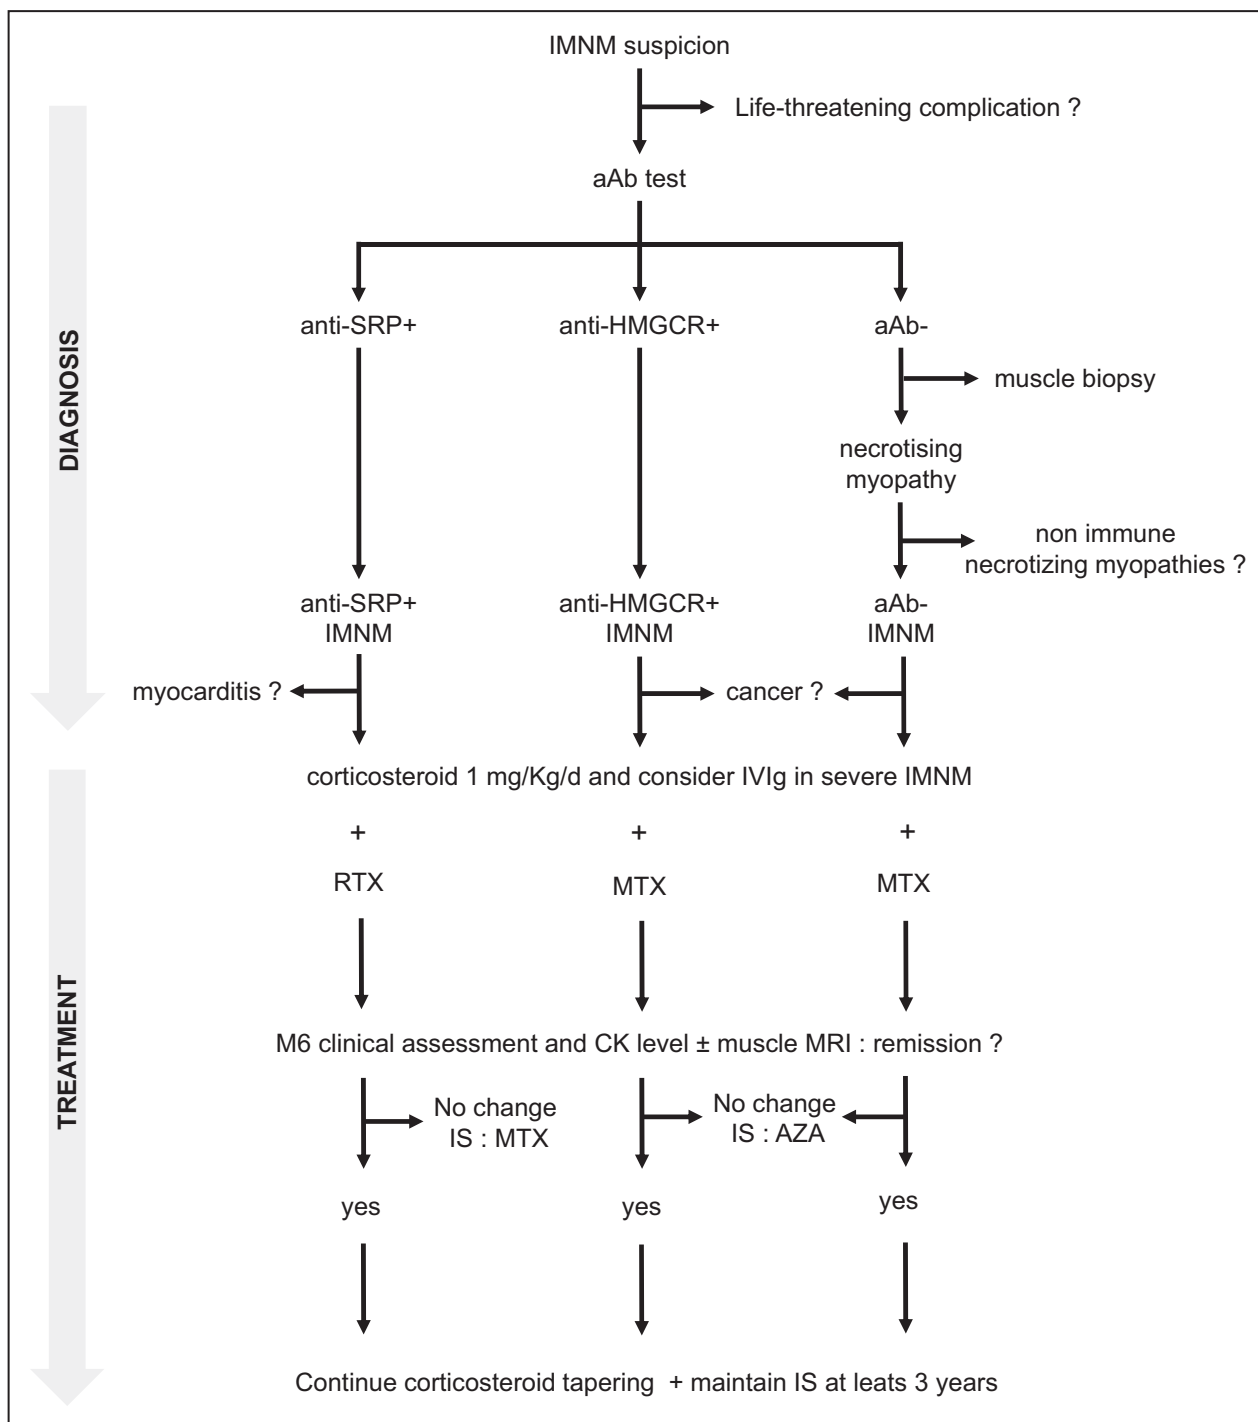 IMNM suspicion
Life-threatening complication ?
aAb test
DIAGNOSIS
anti-SRP+
anti-HMGCR+
aAb-
muscle biopsy
necrotising
myopathy
non immune
necrotizing myopathies ?
anti-SRP+
IMNM
anti-HMGCR+
IMNM
aAb-
IMNM
myocarditis ?
cancer ?
TREATMENT
corticosteroid 1 mg/Kg/d and consider IVIg in severe IMNM
+
+
+
RTX
MTX
MTX
M6 clinical assessment and CK level ± muscle MRI : remission ?
No change
IS : MTX
No change
IS : AZA
yes
yes
yes
Continue corticosteroid tapering + maintain IS at leats 3 years